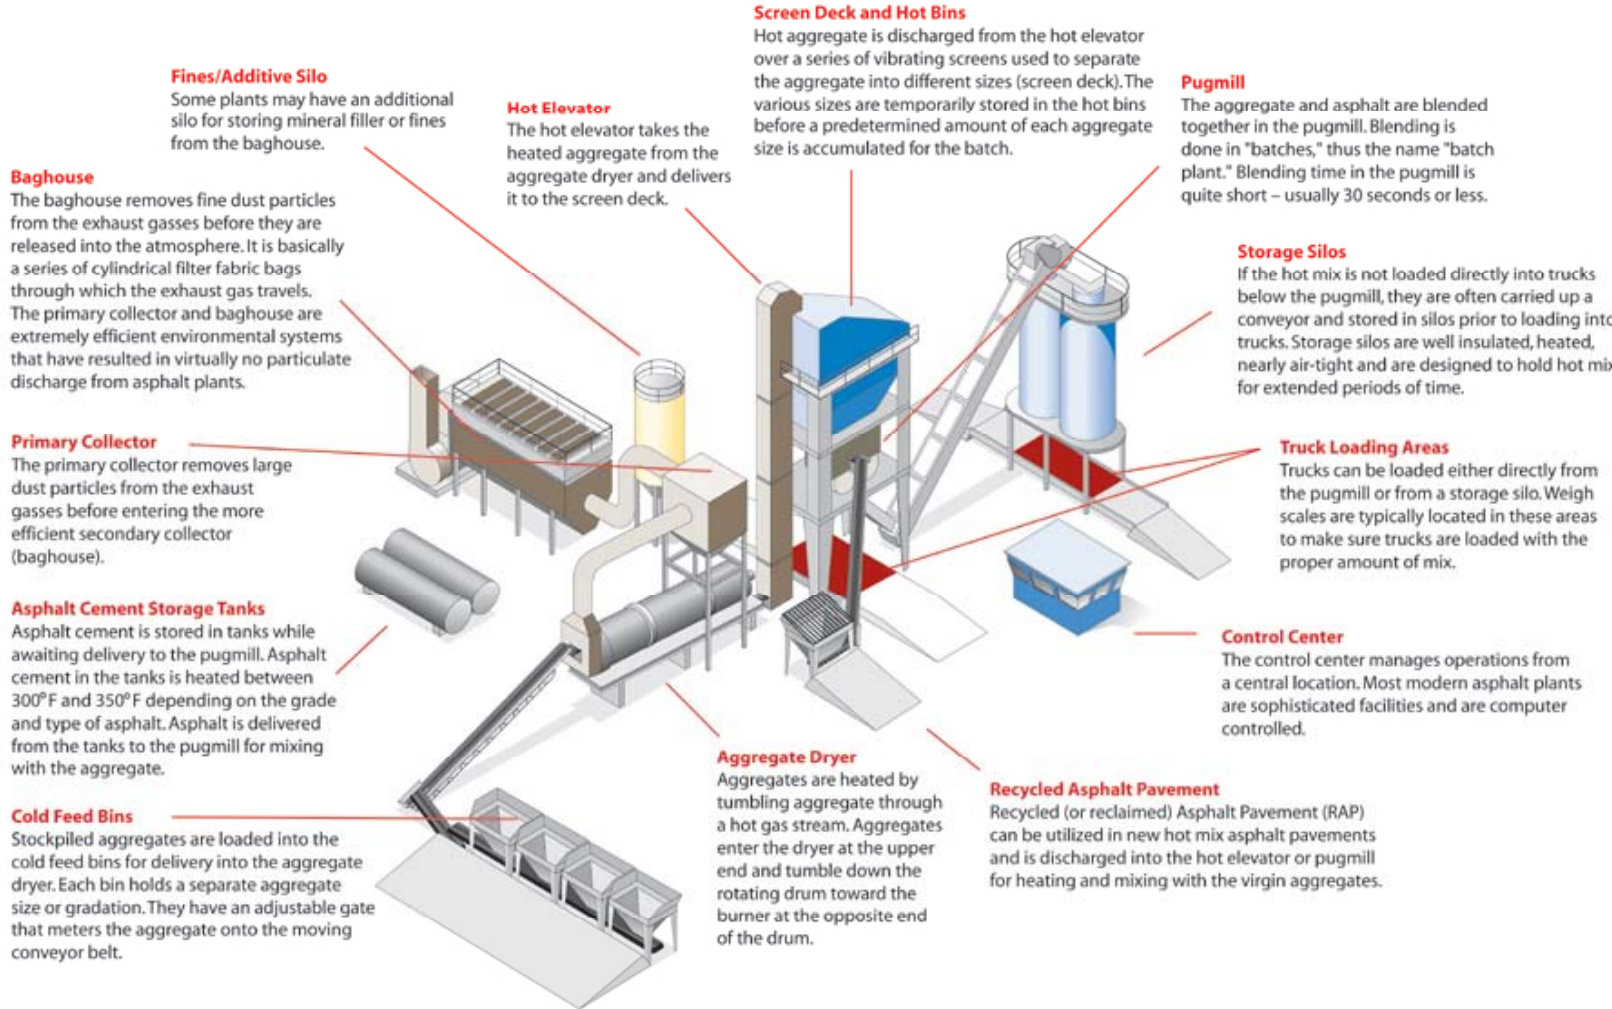 Screen Deck and Hot Bins
Hot aggregate is discharged from the hot elevator
over a series of vibrating screens used to separate
the aggregate into different sizes (screen deck). The
various sizes are temporarily stored in the hot bins
before a predetermined amount of each aggregate
size is accumulated for the batch.
Fines/Additive Silo
Some plants may have an additional
silo for storing mineral filler or fines
from the baghouse.
Hot Elevator
The hot elevator takes the
heated aggregate from the
aggregate dryer and delivers
it to the screen deck.
Pugmill
The aggregate and asphalt are blended
together in the pugmill. Blending is
done in "batches," thus the name "batch
plant." Blending time in the pugmill is
quite short – usually 30 seconds or less.
Baghouse
The baghouse removes fine dust particles
from the exhaust gasses before they are
released into the atmosphere. It is basically
a series of cylindrical filter fabric bags
through which the exhaust gas travels.
The primary collector and baghouse are
extremely efficient environmental systems
that have resulted in virtually no particulate
discharge from asphalt plants.
Storage Silos
If the hot mix is not loaded directly into trucks
below the pugmill, they are often carried up a
conveyor and stored in silos prior to loading into
trucks. Storage silos are well insulated, heated,
nearly air-tight and are designed to hold hot mix
for extended periods of time.
Primary Collector
The primary collector removes large
dust particles from the exhaust
gasses before entering the more
efficient secondary collector
(baghouse).
Truck Loading Areas
Trucks can be loaded either directly from
the pugmill or from a storage silo. Weigh
scales are typically located in these areas
to make sure trucks are loaded with the
proper amount of mix.
Asphalt Cement Storage Tanks
Asphalt cement is stored in tanks while
awaiting delivery to the pugmill. Asphalt
cement in the tanks is heated between
300°F and 350°F depending on the grade
and type of asphalt. Asphalt is delivered
from the tanks to the pugmill for mixing
with the aggregate.
Control Center
The control center manages operations from
a central location. Most modern asphalt plants
are sophisticated facilities and are computer
controlled.
Aggregate Dryer
Aggregates are heated by
tumbling aggregate through
a hot gas stream. Aggregates
enter the dryer at the upper
end and tumble down the
rotating drum toward the
burner at the opposite end
of the drum.
Recycled Asphalt Pavement
Recycled (or reclaimed) Asphalt Pavement (RAP)
can be utilized in new hot mix asphalt pavements
and is discharged into the hot elevator or pugmill
for heating and mixing with the virgin aggregates.
Cold Feed Bins
Stockpiled aggregates are loaded into the
cold feed bins for delivery into the aggregate
dryer. Each bin holds a separate aggregate
size or gradation. They have an adjustable gate
that meters the aggregate onto the moving
conveyor belt.